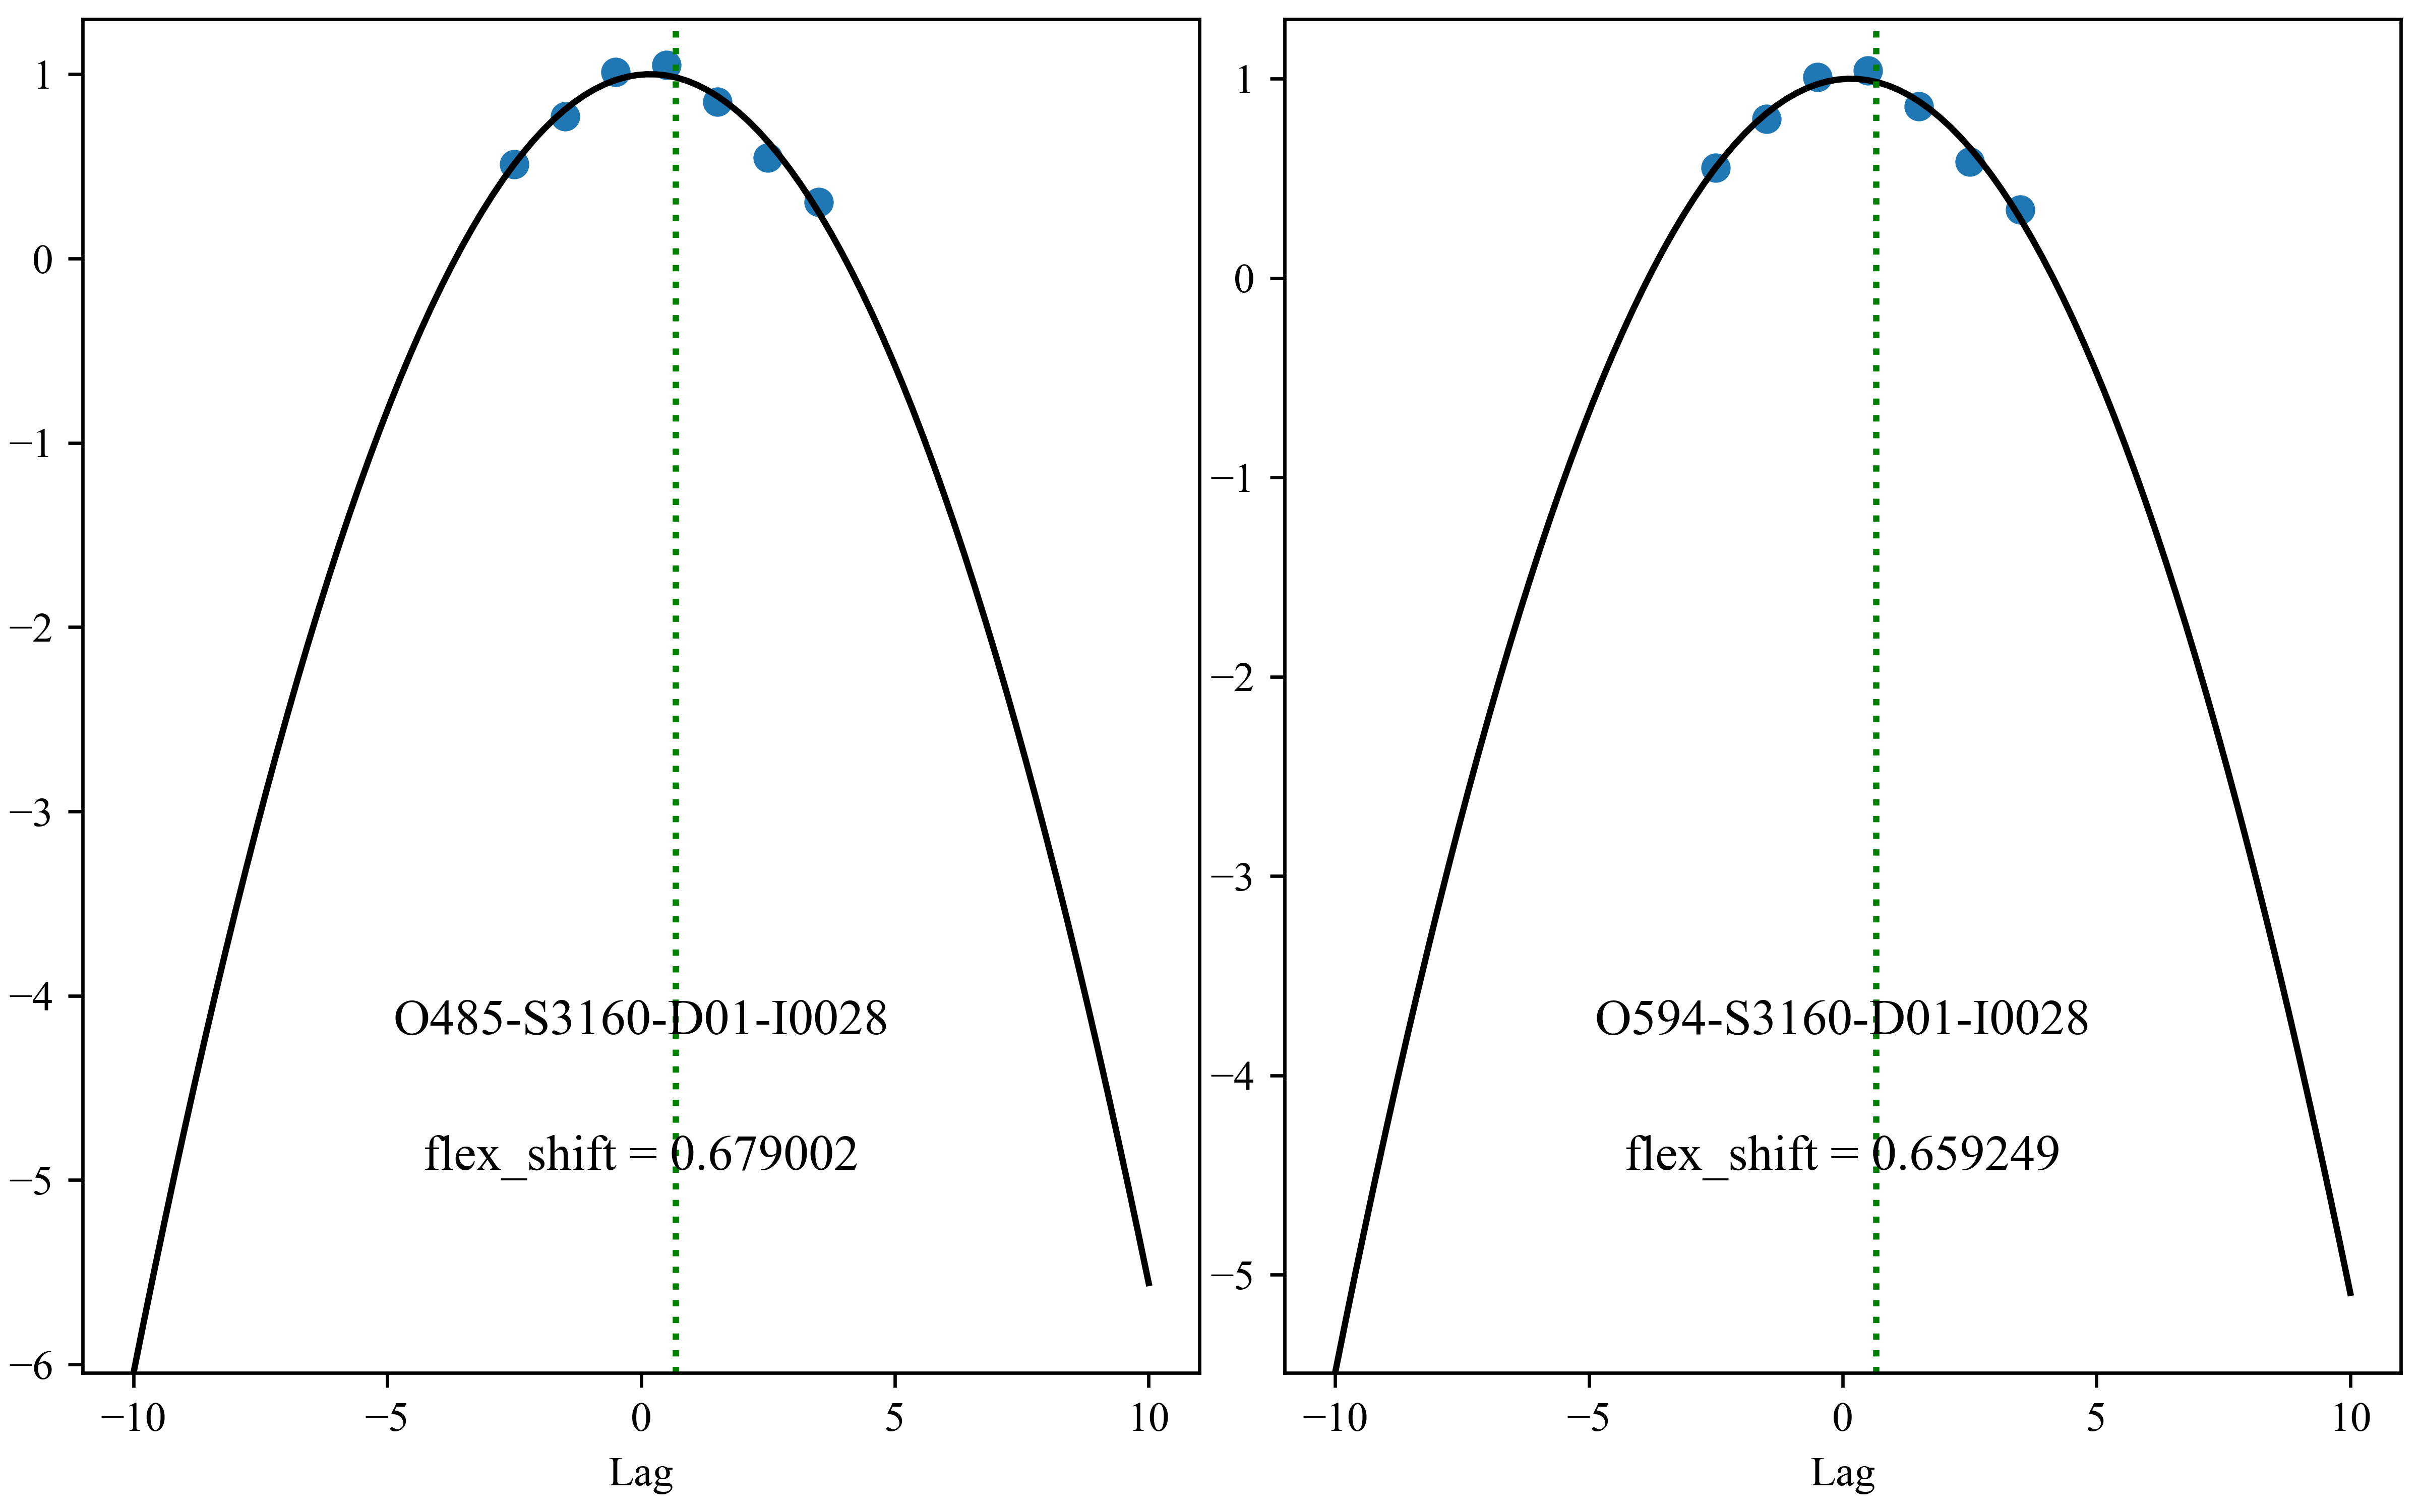 1
0
−1
−2
−3
−4
−5
−6
O485-S3160-D01-I0028
flex_shift = 0.679002
−10 −5 0 5 10
Lag
1
0
−1
−2
−3
−4
−5
O594-S3160-D01-I0028
flex_shift = 0.659249
−10 −5 0 5 10
Lag